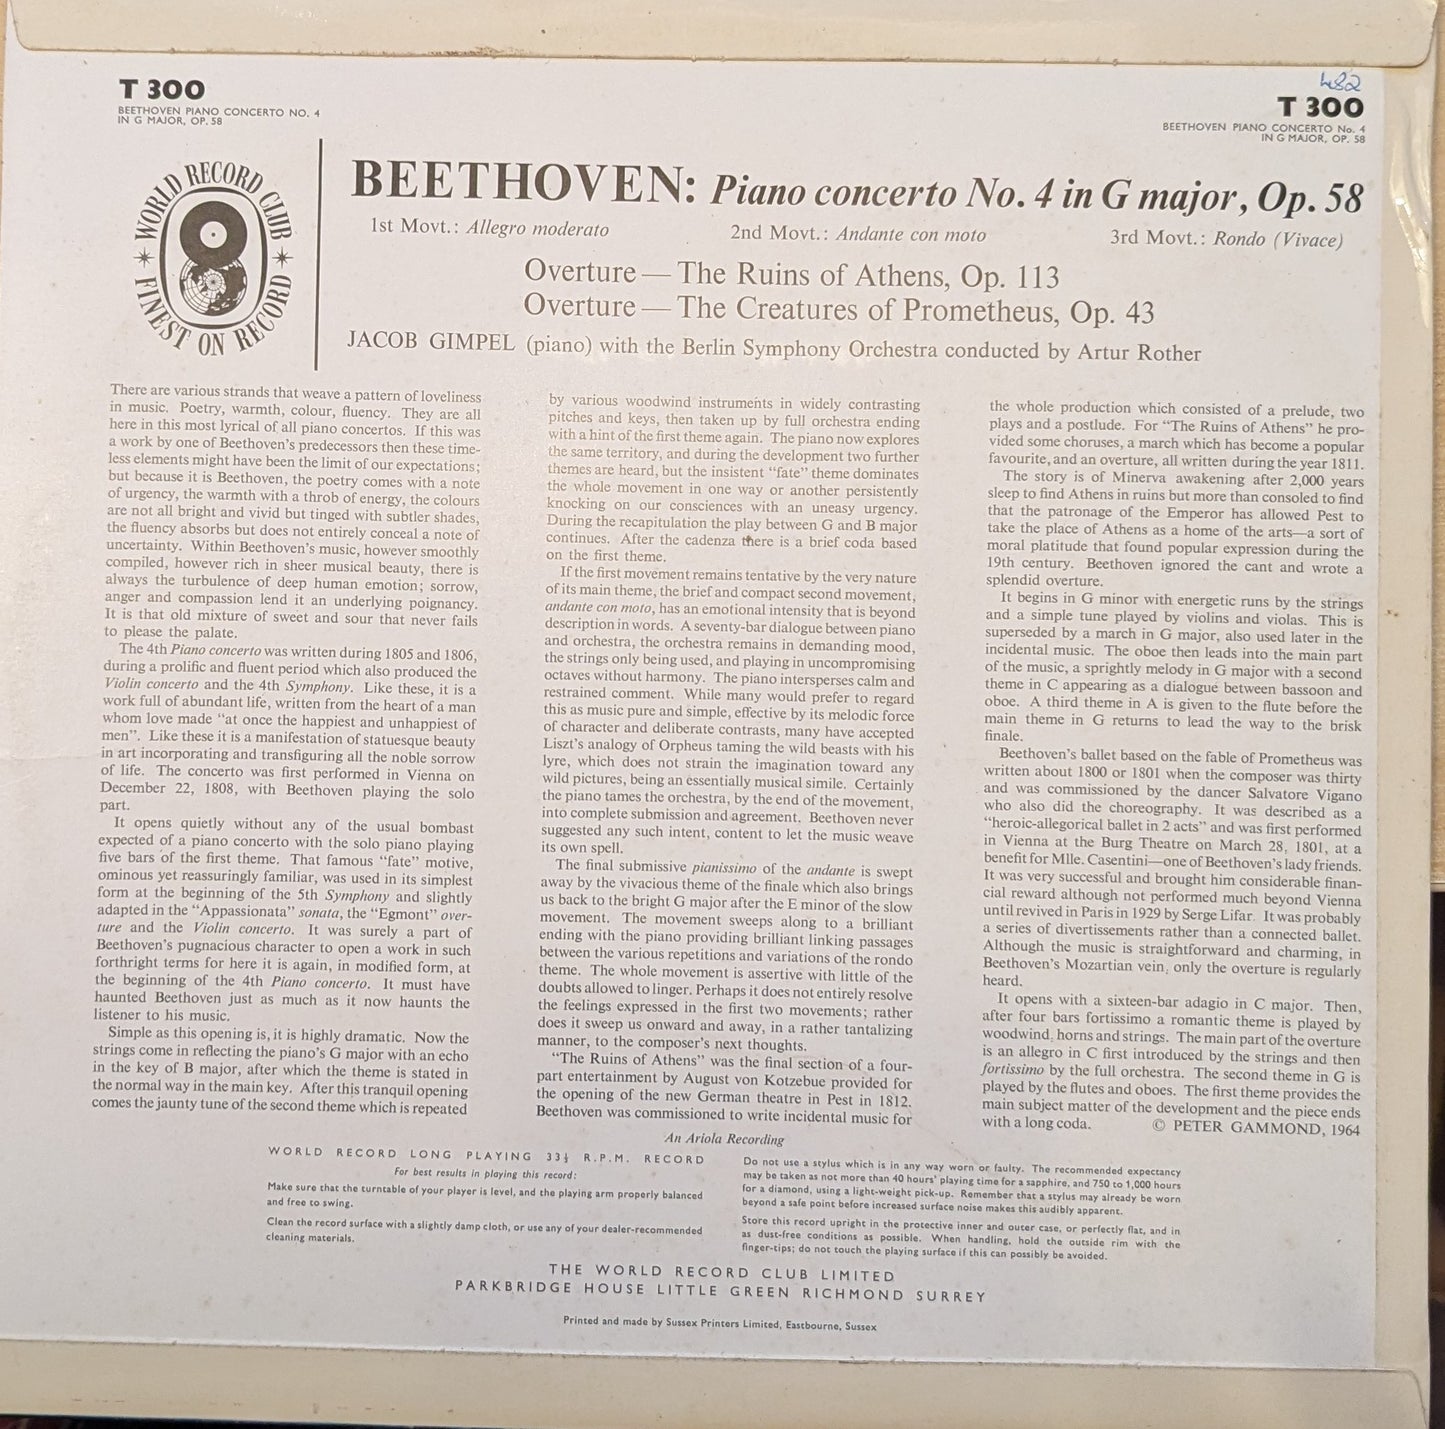 T 300
BEETHOVEN PIANO CONCERTO NO. 4
IN G MAJOR, OP. 58
482
T 300
BEETHOVEN PIANO CONCERTO No. 4
IN G MAJOR, OP. 58
WORLD RECORD CLUB
FINEST ON RECORD
BEETHOVEN: Piano concerto No. 4 in G major, Op. 58
1st Movt.: Allegro moderato 2nd Movt.: Andante con moto 3rd Movt.: Rondo (Vivace)
Overture — The Ruins of Athens, Op. 113
Overture — The Creatures of Prometheus, Op. 43
JACOB GIMPEL (piano) with the Berlin Symphony Orchestra conducted by Artur Rother
There are various strands that weave a pattern of loveliness
in music. Poetry, warmth, colour, fluency. They are all
here in this most lyrical of all piano concertos. If this was
a work by one of Beethoven's predecessors then these time-
less elements might have been the limit of our expectations;
but because it is Beethoven, the poetry comes with a note
of urgency, the warmth with a throb of energy, the colours
are not all bright and vivid but tinged with subtler shades,
the fluency absorbs but does not entirely conceal a note of
uncertainty. Within Beethoven's music, however smoothly
compiled, however rich in sheer musical beauty, there is
always the turbulence of deep human emotion; sorrow,
anger and compassion lend it an underlying poignancy.
It is that old mixture of sweet and sour that never fails
to please the palate.
The 4th Piano concerto was written during 1805 and 1806,
during a prolific and fluent period which also produced the
Violin concerto and the 4th Symphony. Like these, it is a
work full of abundant life, written from the heart of a man
whom love made "at once the happiest and unhappiest of
men". Like these it is a manifestation of statuesque beauty
in art incorporating and transfiguring all the noble sorrow
of life. The concerto was first performed in Vienna on
December 22, 1808, with Beethoven playing the solo
part.
It opens quietly without any of the usual bombast
expected of a piano concerto with the solo piano playing
five bars of the first theme. That famous "fate" motive,
ominous yet reassuringly familiar, was used in its simplest
form at the beginning of the 5th Symphony and slightly
adapted in the "Appassionata" sonata, the "Egmont" over-
ture and the Violin concerto. It was surely a part of
Beethoven's pugnacious character to open a work in such
forthright terms for here it is again, in modified form, at
the beginning of the 4th Piano concerto. It must have
haunted Beethoven just as much as it now haunts the
listener to his music.
Simple as this opening is, it is highly dramatic. Now the
strings come in reflecting the piano's G major with an echo
in the key of B major, after which the theme is stated in
the normal way in the main key. After this tranquil opening
comes the jaunty tune of the second theme which is repeated
by various woodwind instruments in widely contrasting
pitches and keys, then taken up by full orchestra ending
with a hint of the first theme again. The piano now explores
the same territory, and during the development two further
themes are heard, but the insistent "fate" theme dominates
the whole movement in one way or another persistently
knocking on our consciences with an uneasy urgency.
During the recapitulation the play between G and B major
continues. After the cadenza there is a brief coda based
on the first theme.
If the first movement remains tentative by the very nature
of its main theme, the brief and compact second movement,
andante con moto, has an emotional intensity that is beyond
description in words. A seventy-bar dialogue between piano
and orchestra, the orchestra remains in demanding mood,
the strings only being used, and playing in uncompromising
octaves without harmony. The piano intersperses calm and
restrained comment. While many would prefer to regard
this as music pure and simple, effective by its melodic force
of character and deliberate contrasts, many have accepted
Liszt's analogy of Orpheus taming the wild beasts with his
lyre, which does not strain the imagination toward any
wild pictures, being an essentially musical simile. Certainly
the piano tames the orchestra, by the end of the movement,
into complete submission and agreement. Beethoven never
suggested any such intent, content to let the music weave
its own spell.
The final submissive pianissimo of the andante is swept
away by the vivacious theme of the finale which also brings
us back to the bright G major after the E minor of the slow
movement. The movement sweeps along to a brilliant
ending with the piano providing brilliant linking passages
between the various repetitions and variations of the rondo
theme. The whole movement is assertive with little of the
doubts allowed to linger. Perhaps it does not entirely resolve
the feelings expressed in the first two movements; rather
does it sweep us onward and away, in a rather tantalizing
manner, to the composer's next thoughts.
"The Ruins of Athens" was the final section of a four-
part entertainment by August von Kotzebue provided for
the opening of the new German theatre in Pest in 1812.
Beethoven was commissioned to write incidental music for
the whole production which consisted of a prelude, two
plays and a postlude. For "The Ruins of Athens" he pro-
vided some choruses, a march which has become a popular
favourite, and an overture, all written during the year 1811.
The story is of Minerva awakening after 2,000 years
sleep to find Athens in ruins but more than consoled to find
that the patronage of the Emperor has allowed Pest to
take the place of Athens as a home of the arts—a sort of
moral platitude that found popular expression during the
19th century. Beethoven ignored the cant and wrote a
splendid overture.
It begins in G minor with energetic runs by the strings
and a simple tune played by violins and violas. This is
superseded by a march in G major, also used later in the
incidental music. The oboe then leads into the main part
of the music, a sprightly melody in G major with a second
theme in C appearing as a dialogue between bassoon and
oboe. A third theme in A is given to the flute before the
main theme in G returns to lead the way to the brisk
finale.
Beethoven's ballet based on the fable of Prometheus was
written about 1800 or 1801 when the composer was thirty
and was commissioned by the dancer Salvatore Vigano
who also did the choreography. It was described as a
"heroic-allegorical ballet in 2 acts" and was first performed
in Vienna at the Burg Theatre on March 28, 1801, at a
benefit for Mlle. Casentini—one of Beethoven's lady friends.
It was very successful and brought him considerable finan-
cial reward although not performed much beyond Vienna
until revived in Paris in 1929 by Serge Lifar. It was probably
a series of divertissements rather than a connected ballet.
Although the music is straightforward and charming, in
Beethoven's Mozartian vein, only the overture is regularly
heard.
It opens with a sixteen-bar adagio in C major. Then,
after four bars fortissimo a romantic theme is played by
woodwind, horns and strings. The main part of the overture
is an allegro in C first introduced by the strings and then
fortissimo by the full orchestra. The second theme in G is
played by the flutes and oboes. The first theme provides the
main subject matter of the development and the piece ends
with a long coda. © PETER GAMMOND, 1964
An Ariola Recording
WORLD RECORD LONG PLAYING 33⅓ R.P.M. RECORD
For best results in playing this record:
Make sure that the turntable of your player is level, and the playing arm properly balanced
and free to swing.
Clean the record surface with a slightly damp cloth, or use any of your dealer-recommended
cleaning materials.
Do not use a stylus which is in any way worn or faulty. The recommended expectancy
may be taken as not more than 40 hours' playing time for a sapphire, and 750 to 1,000 hours
for a diamond, using a light-weight pick-up. Remember that a stylus may already be worn
beyond a safe point before increased surface noise makes this audibly apparent.
Store this record upright in the protective inner and outer case, or perfectly flat, and in
as dust-free conditions as possible. When handling, hold the outside rim with the
finger-tips; do not touch the playing surface if this can possibly be avoided.
THE WORLD RECORD CLUB LIMITED
PARKBRIDGE HOUSE LITTLE GREEN RICHMOND SURREY
Printed and made by Sussex Printers Limited, Eastbourne, Sussex